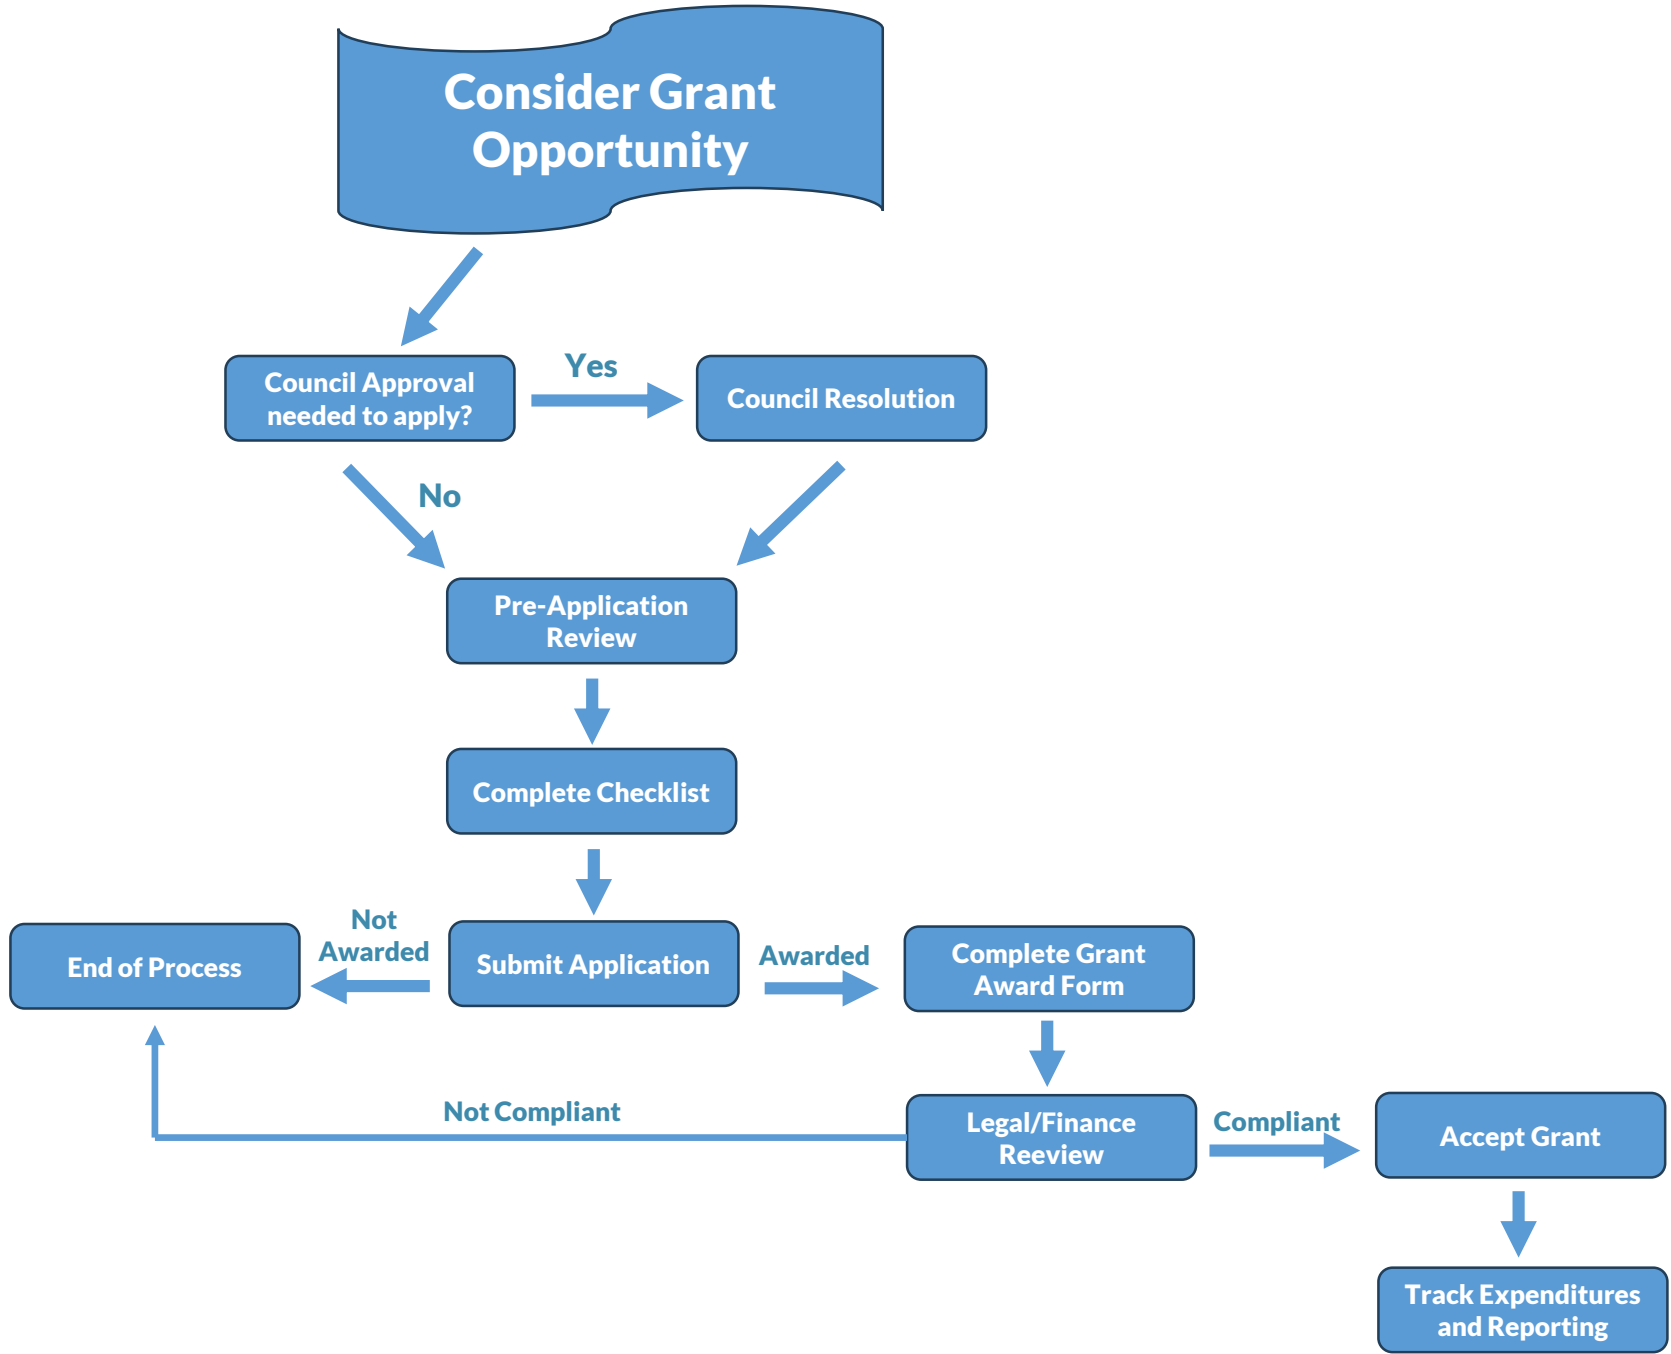 Consider Grant
Opportunity
Council Approval
needed to apply?
Yes
Council Resolution
No
Pre-Application
Review
Complete Checklist
Not
Awarded
End of Process
Submit Application
Awarded
Complete Grant
Award Form
Not Compliant
Legal/Finance
Reeview
Compliant
Accept Grant
Track Expenditures
and Reporting